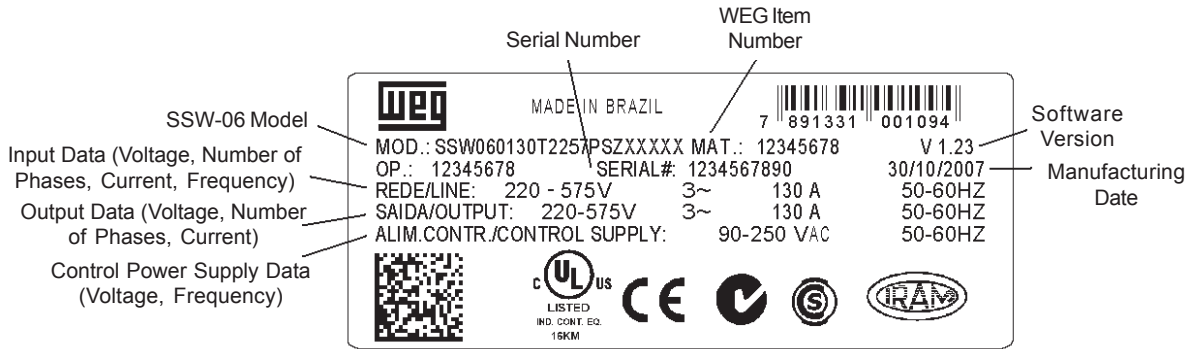 WEG Item
Number
Serial Number
SSW-06 Model
Input Data (Voltage, Number of
Phases, Current, Frequency)
Output Data (Voltage, Number
of Phases, Current)
Control Power Supply Data
(Voltage, Frequency)
weg
MADE IN BRAZIL
7 891331 001094
MOD.: SSW060130T2257PSZXXXXX MAT.: 12345678 V 1.23
OP.: 12345678 SERIAL#: 1234567890 30/10/2007
REDE/LINE: 220 - 575V 3~ 130 A 50-60HZ
SAIDA/OUTPUT: 220-575V 3~ 130 A 50-60HZ
ALIM.CONTR./CONTROL SUPPLY: 90-250 VAC 50-60HZ
C UL US
LISTED
IND. CONT. EQ.
16KM
CE
S
IRAM
Software
Version
Manufacturing
Date